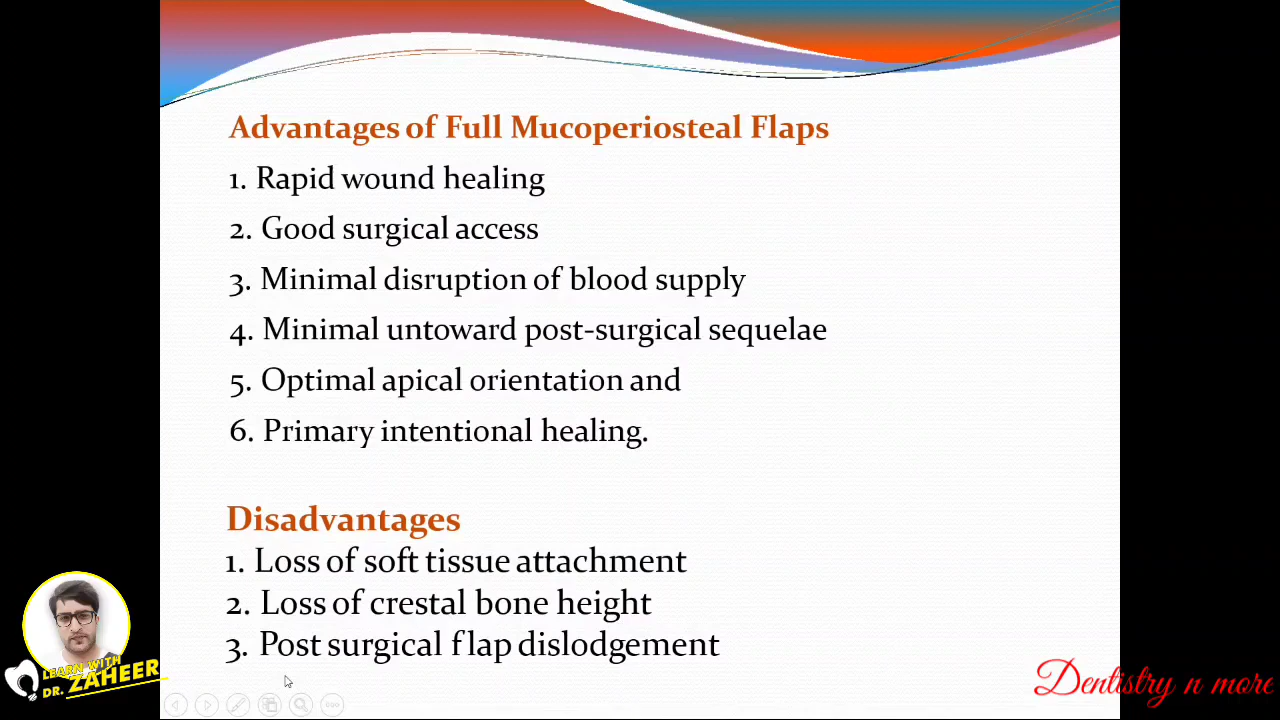 Advantages of Full Mucoperiosteal Flaps
1. Rapid wound healing
2. Good surgical access
3. Minimal disruption of blood supply
4. Minimal untoward post-surgical sequelae
5. Optimal apical orientation and
6. Primary intentional healing.
Disadvantages
1. Loss of soft tissue attachment
2. Loss of crestal bone height
3. Post surgical flap dislodgement
LEARN WITH
DR. ZAHEER
Dentistry n more